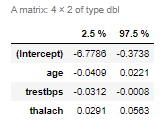 A matrix: 4 × 2 of type dbl
2.5 % 97.5 %
(Intercept) -6.7786 -0.3738
age -0.0409 0.0221
trestbps -0.0312 -0.0008
thalach 0.0291 0.0563